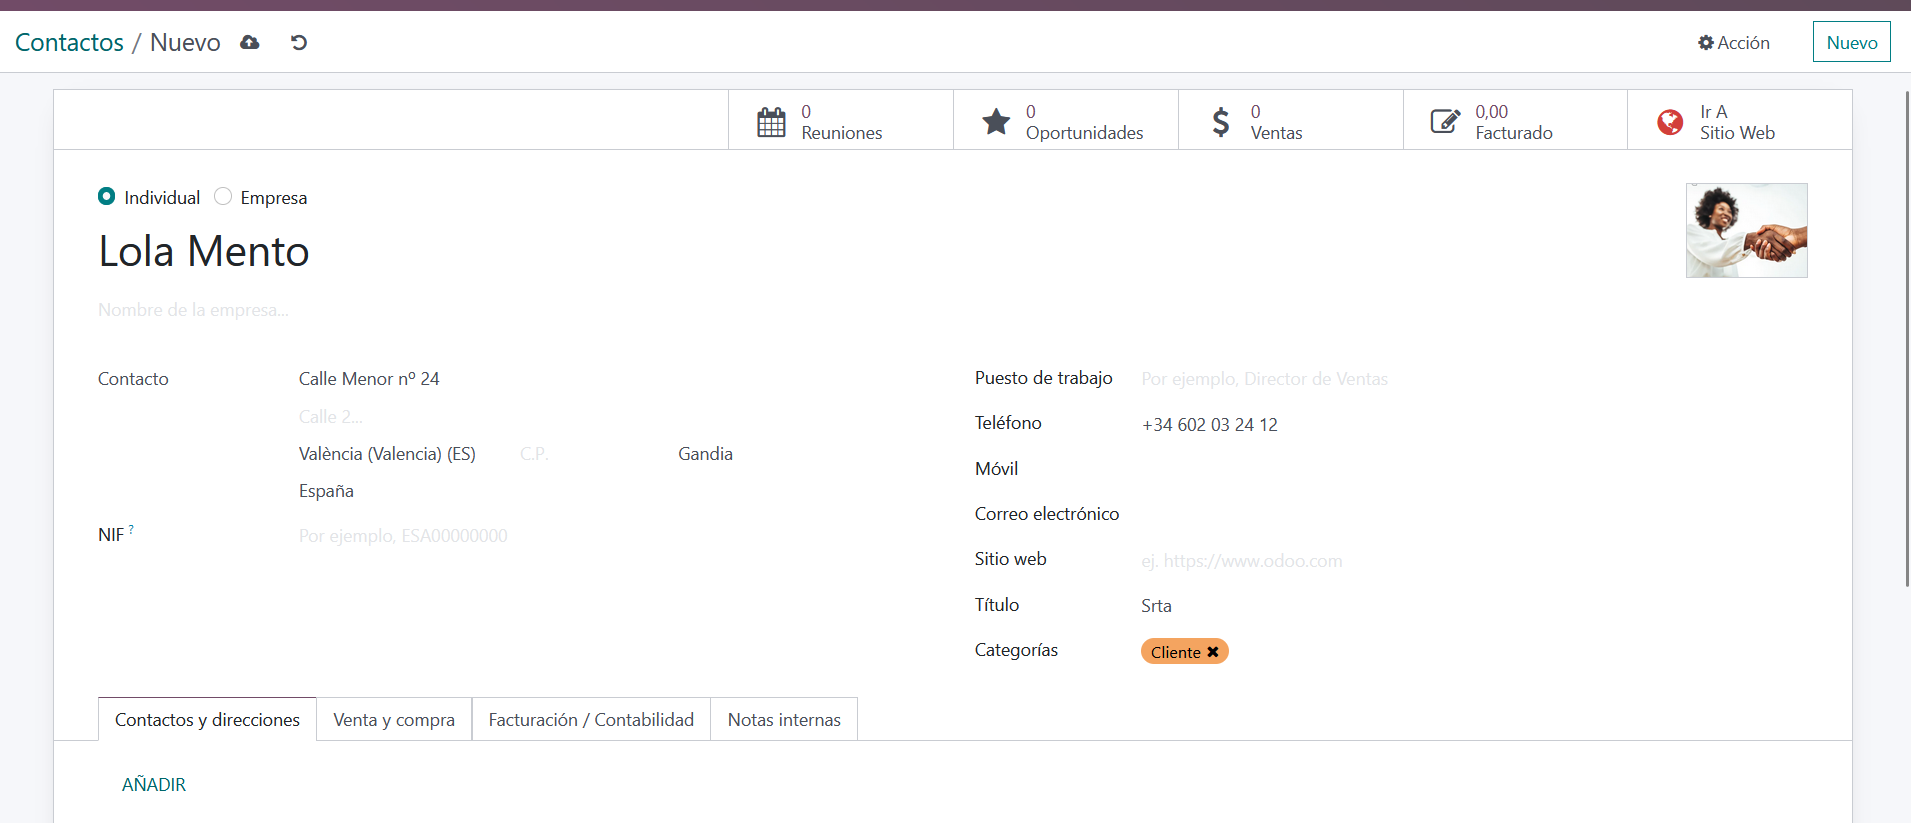 Contactos / Nuevo
Acción
Nuevo
0
Reuniones
0
Oportunidades
0
Ventas
0,00
Facturado
Ir A
Sitio Web
Individual
Empresa
Lola Mento
Nombre de la empresa...
Contacto
Calle Menor nº 24
Calle 2...
València (Valencia) (ES) C.P. Gandia
España
NIF ?
Por ejemplo, ESA00000000
Puesto de trabajo
Por ejemplo, Director de Ventas
Teléfono
+34 602 03 24 12
Móvil
Correo electrónico
Sitio web
ej. https://www.odoo.com
Título
Srta
Categorías
Cliente
Contactos y direcciones
Venta y compra
Facturación / Contabilidad
Notas internas
AÑADIR